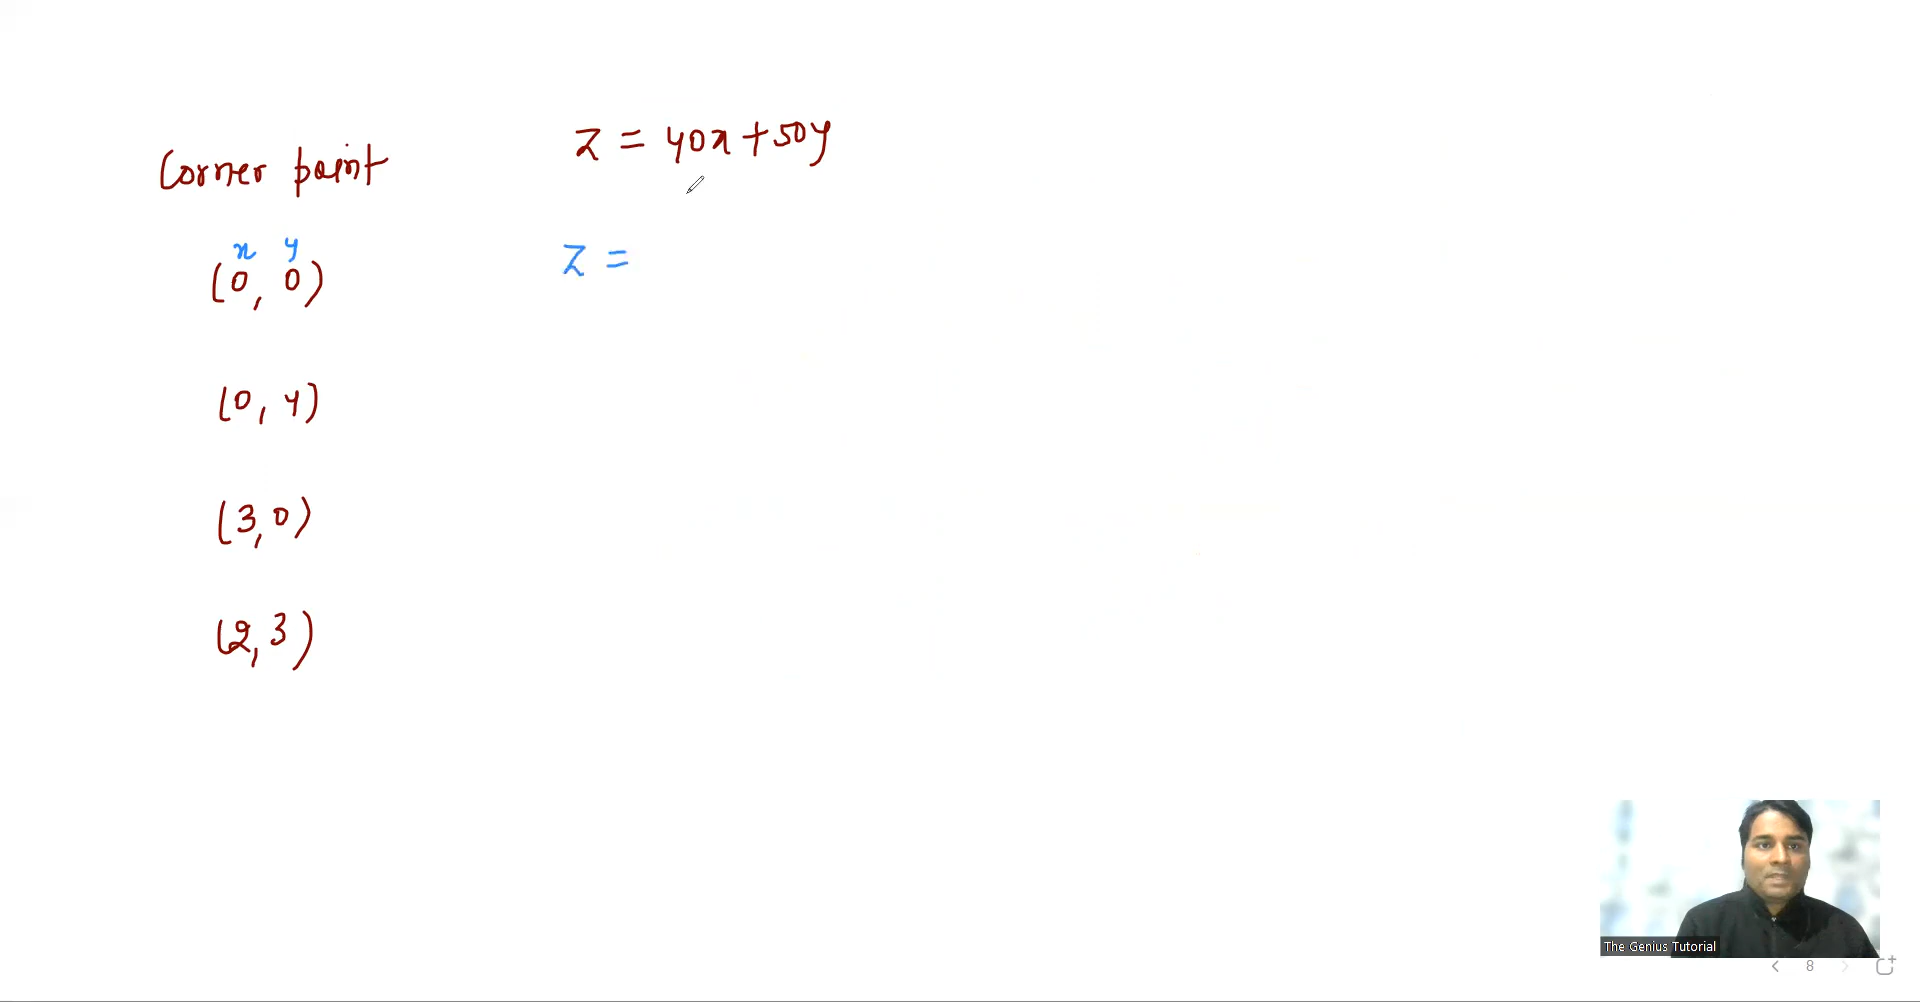 Corner point
z = 40x + 50y
x y
(0, 0)
z =
(0, 4)
(3, 0)
(2, 3)
The Genius Tutorial
8